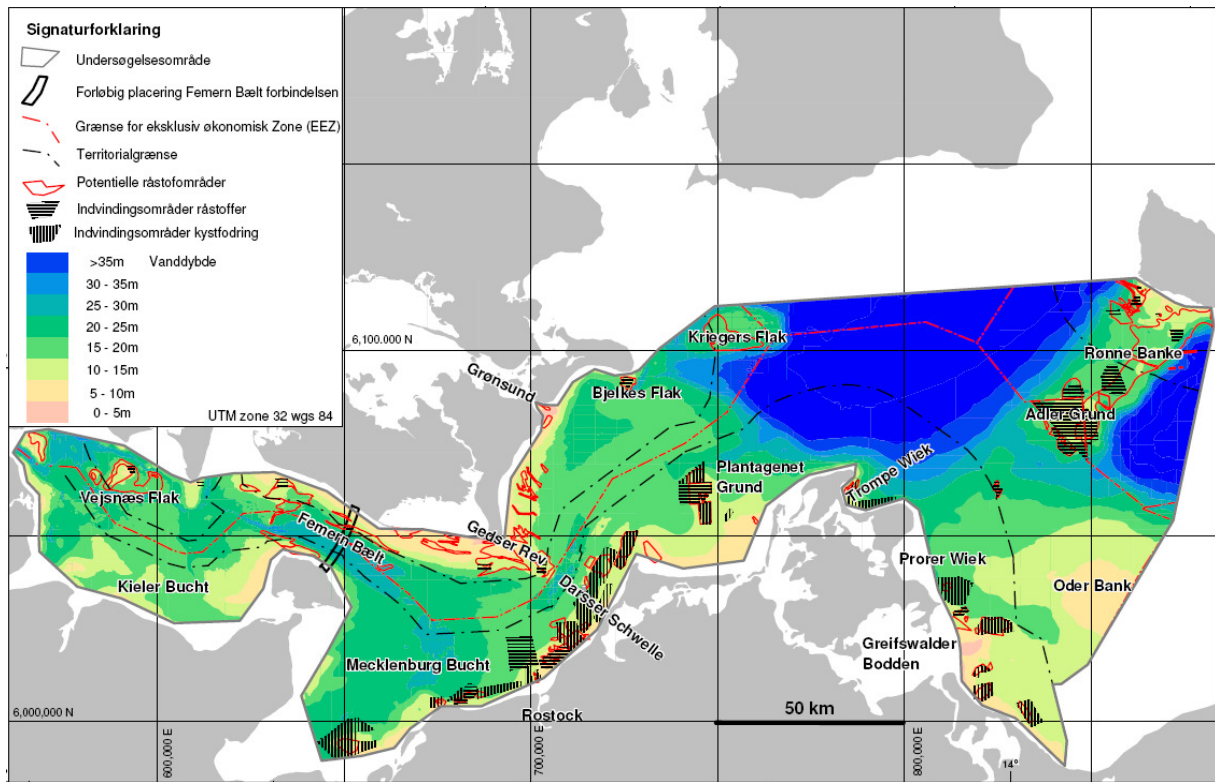 Signaturforklaring
Undersøgelsesområde
Forløbig placering Femern Bælt forbindelsen
Grænse for eksklusiv økonomisk Zone (EEZ)
Territorialgrænse
Potentielle råstofområder
Indvindingsområder råstoffer
Indvindingsområder kystfodring
>35m Vanddybde
30 - 35m
25 - 30m
20 - 25m
15 - 20m
10 - 15m
5 - 10m
0 - 5m
UTM zone 32 wgs 84
6,100.000 N
Kriegers Flak
Rønne Banke
Grønsund
Bjelkes Flak
Adler Grund
Plantagenet
Grund
Trompe Wiek
Vejsnæs Flak
Femern Bælt
Gedser Rev
Kieler Bucht
Darsser Schwelle
Prorer Wiek
Oder Bank
Greifswalder
Bodden
Mecklenburg Bucht
Rostock
50 km
6,000,000 N
600,000 E
700,000 E
800,000 E
14°